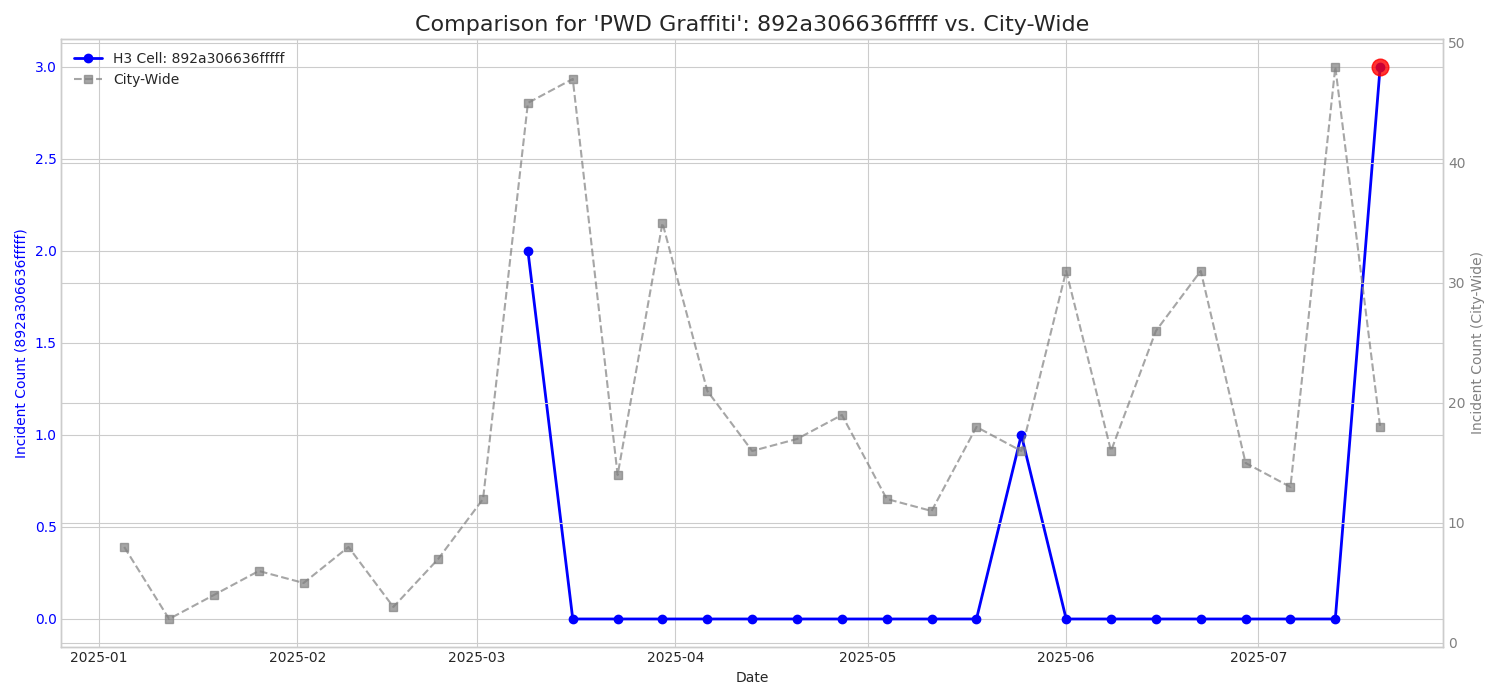 Comparison for 'PWD Graffiti': 892a306636fffff vs. City-Wide
H3 Cell: 892a306636fffff
City-Wide
3.0
2.5
2.0
1.5
1.0
0.5
0.0
Incident Count (892a306636fffff)
50
40
30
20
10
0
Incident Count (City-Wide)
2025-01 2025-02 2025-03 2025-04 2025-05 2025-06 2025-07
Date